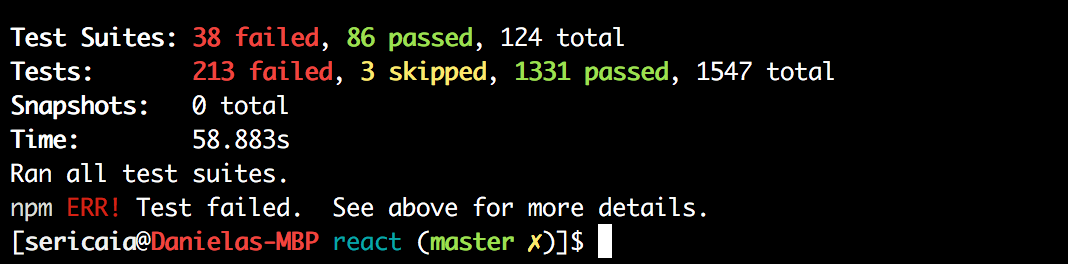 Test Suites: 38 failed, 86 passed, 124 total
Tests:       213 failed, 3 skipped, 1331 passed, 1547 total
Snapshots:   0 total
Time:        58.883s
Ran all test suites.
npm ERR! Test failed.  See above for more details.
[sericaia@Danielas-MBP react (master ✗)]$